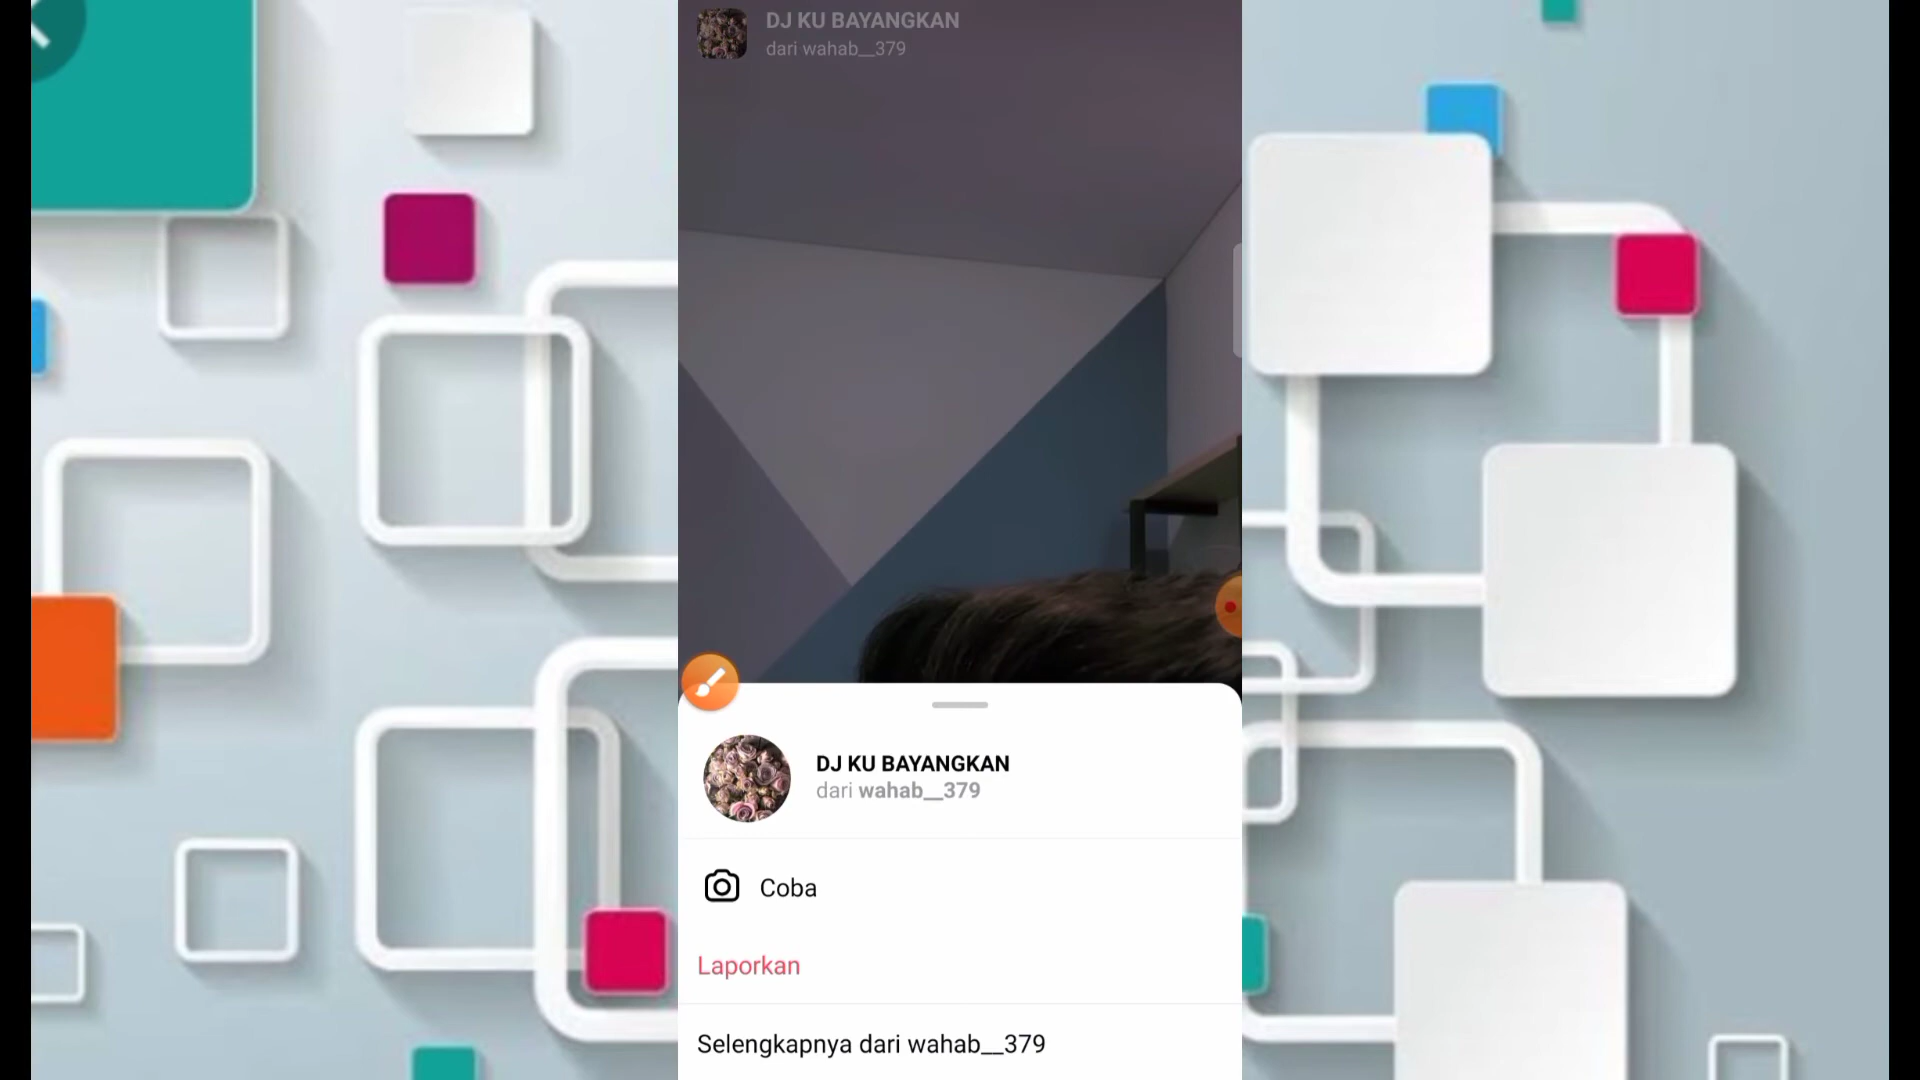 DJ KU BAYANGKAN
dari wahab__379
DJ KU BAYANGKAN
dari wahab__379
Coba
Laporkan
Selengkapnya dari wahab__379